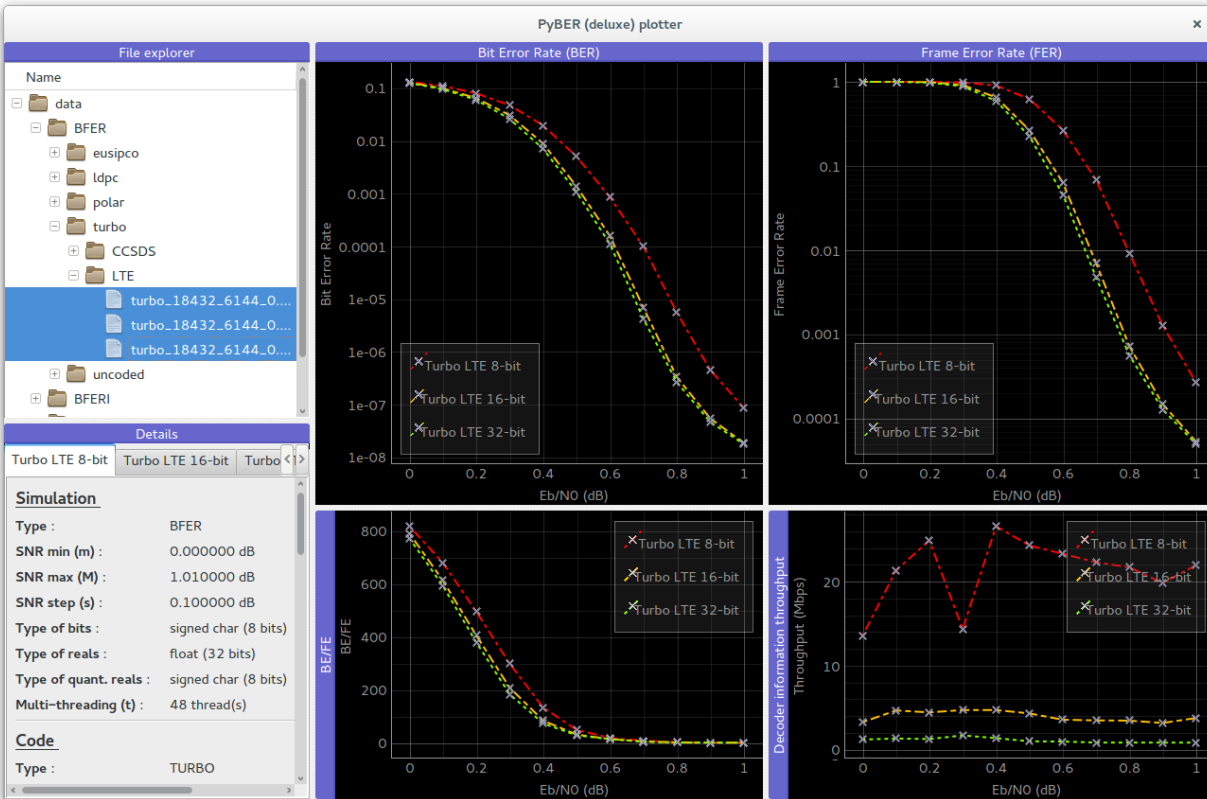 PyBER (deluxe) plotter
File explorer
Name
data
BFER
eusipco
ldpc
polar
turbo
CCSDS
LTE
turbo_18432_6144_0....
turbo_18432_6144_0....
turbo_18432_6144_0....
uncoded
BFERI
Details
Turbo LTE 8-bit
Turbo LTE 16-bit
Turbo
Simulation
Type : BFER
SNR min (m) : 0.000000 dB
SNR max (M) : 1.010000 dB
SNR step (s) : 0.100000 dB
Type of bits : signed char (8 bits)
Type of reals : float (32 bits)
Type of quant. reals : signed char (8 bits)
Multi-threading (t) : 48 thread(s)
Code
Type : TURBO
Bit Error Rate (BER)
Bit Error Rate
0.1
0.01
0.001
0.0001
1e-05
1e-06
1e-07
1e-08
Turbo LTE 8-bit
Turbo LTE 16-bit
Turbo LTE 32-bit
0 0.2 0.4 0.6 0.8 1
Eb/N0 (dB)
Frame Error Rate (FER)
Frame Error Rate
1
0.1
0.01
0.001
0.0001
Turbo LTE 8-bit
Turbo LTE 16-bit
Turbo LTE 32-bit
0 0.2 0.4 0.6 0.8 1
Eb/N0 (dB)
BE/FE
BE/FE
800
600
400
200
0
Turbo LTE 8-bit
Turbo LTE 16-bit
Turbo LTE 32-bit
0 0.2 0.4 0.6 0.8 1
Eb/N0 (dB)
Decoder information throughput
Throughput (Mbps)
20
10
0
Turbo LTE 8-bit
Turbo LTE 16-bit
Turbo LTE 32-bit
0 0.2 0.4 0.6 0.8 1
Eb/N0 (dB)